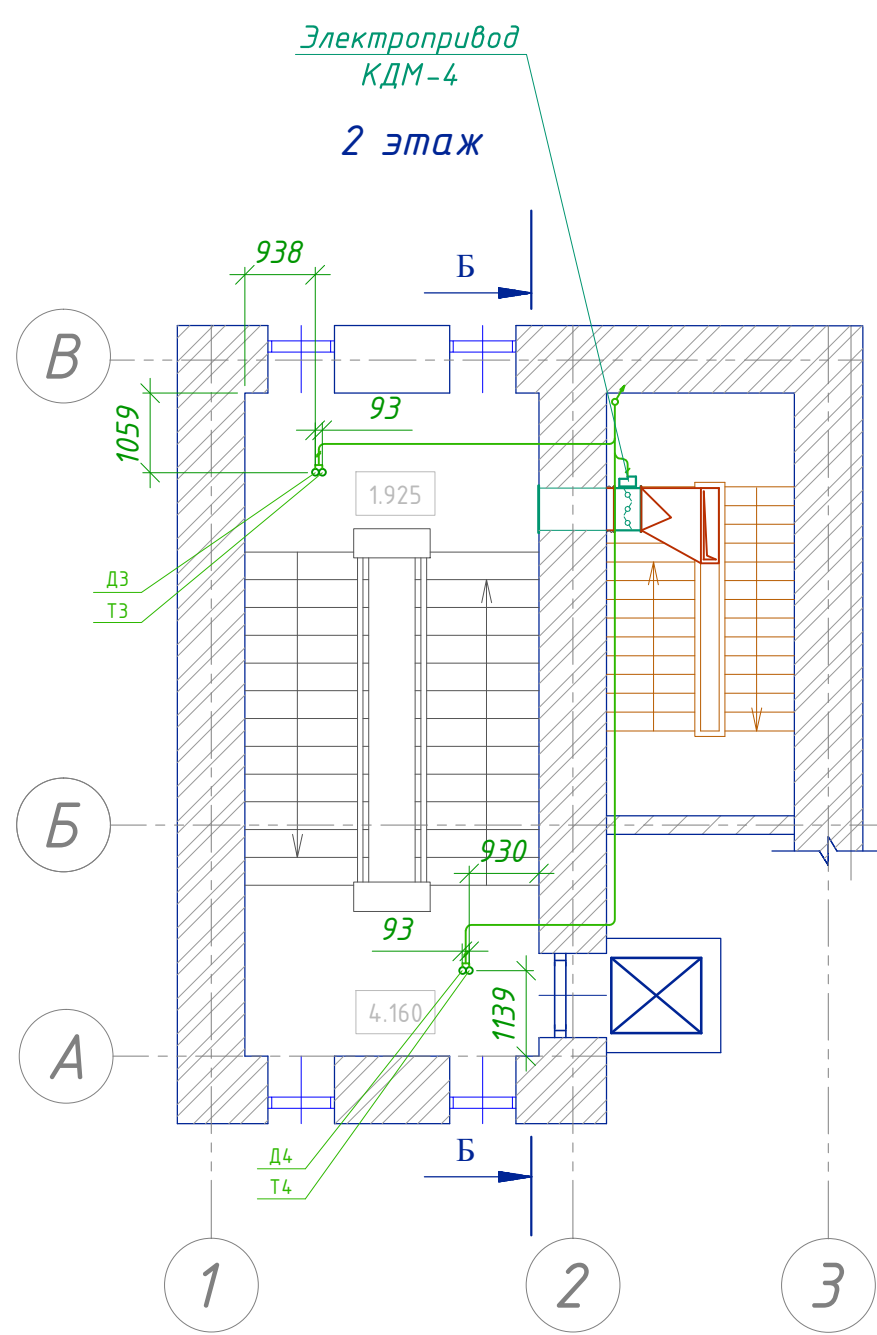 Электропривод
КДМ-4
2 этаж
938
Б
В
1059
93
1.925
Д3
Т3
Б
930
93
4.160
1139
А
Д4
Т4
Б
1
2
3